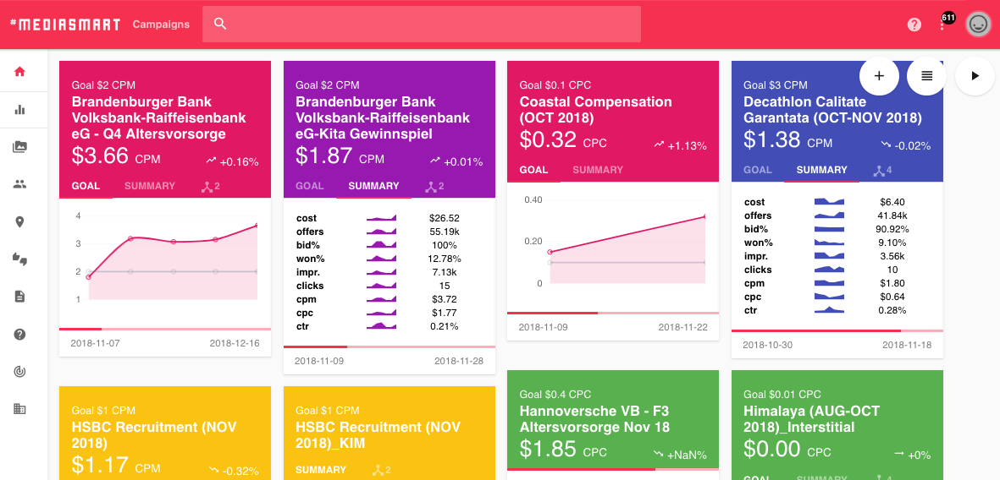 #MEDIASMART
Campaigns
611
Goal $2 CPM
Brandenburger Bank
Volksbank-Raiffeisenbank
eG - Q4 Altersvorsorge
$3.66 CPM
+0.16%
GOAL SUMMARY 2
4
3
2
1
2018-11-07 2018-12-16
Goal $2 CPM
Brandenburger Bank
Volksbank-Raiffeisenbank
eG-Kita Gewinnspiel
$1.87 CPM
+0.01%
GOAL SUMMARY 2
cost $26.52
offers 55.19k
bid% 100%
won% 12.78%
impr. 7.13k
clicks 15
cpm $3.72
cpc $1.77
ctr 0.21%
2018-11-09 2018-11-28
Goal $0.1 CPC
Coastal Compensation
(OCT 2018)
$0.32 CPC
+1.13%
GOAL SUMMARY
0.40
0.20
0
2018-11-09 2018-11-22
Goal $3 CPM
Decathlon Calitate
Garantata (OCT-NOV 2018)
$1.38 CPM
-0.02%
GOAL SUMMARY 4
cost $6.40
offers 41.84k
bid% 90.92%
won% 9.10%
impr. 3.56k
clicks 10
cpm $1.80
cpc $0.64
ctr 0.28%
2018-10-30 2018-11-18
Goal $1 CPM
HSBC Recruitment (NOV
2018)
$1.17 CPM
-0.32%
Goal $1 CPM
HSBC Recruitment (NOV
2018)_KIM
SUMMARY 2
Goal $0.4 CPC
Hannoversche VB - F3
Altersvorsorge Nov 18
$1.85 CPC
+NaN%
Goal $0.01 CPC
Himalaya (AUG-OCT
2018)_Interstitial
$0.00 CPC
+0%
GOAL SUMMARY 4